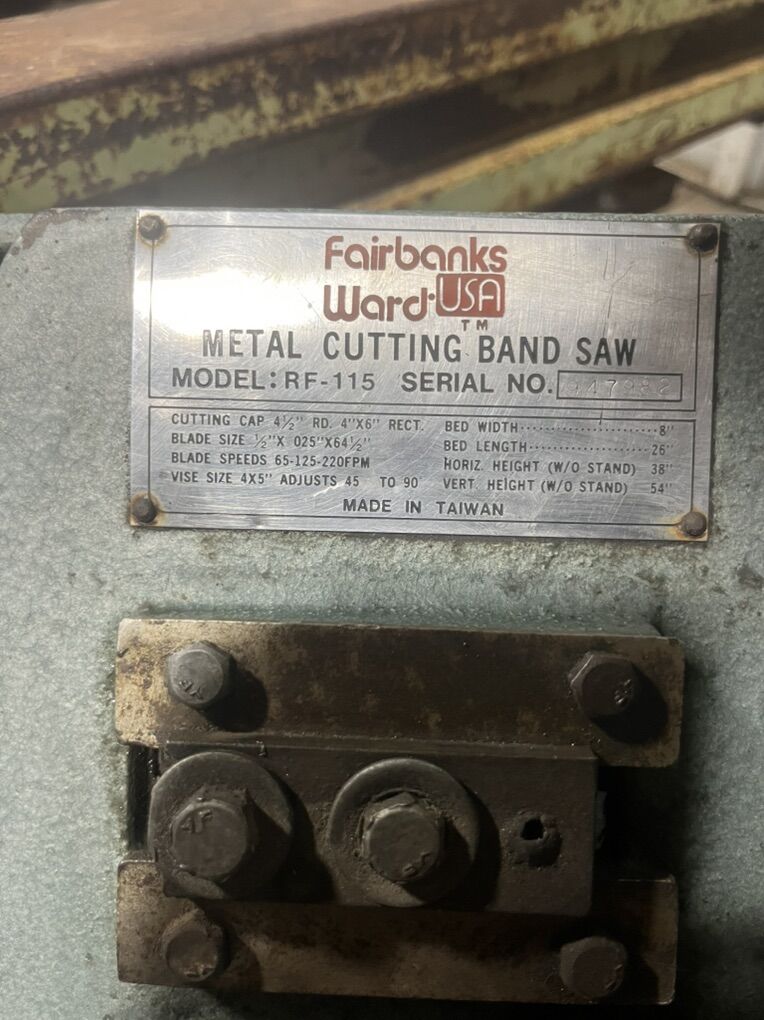 Fairbanks
Ward·USA
TM
METAL CUTTING BAND SAW
MODEL: RF-115 SERIAL NO. 947982
CUTTING CAP 4½" RD. 4"X6" RECT.
BLADE SIZE ½"X 025"X64½"
BLADE SPEEDS 65-125-220FPM
VISE SIZE 4X5" ADJUSTS 45 TO 90
BED WIDTH··················8"
BED LENGTH·················26"
HORIZ. HEIGHT (W/O STAND) 38"
VERT. HEIGHT (W/O STAND) 54"
MADE IN TAIWAN